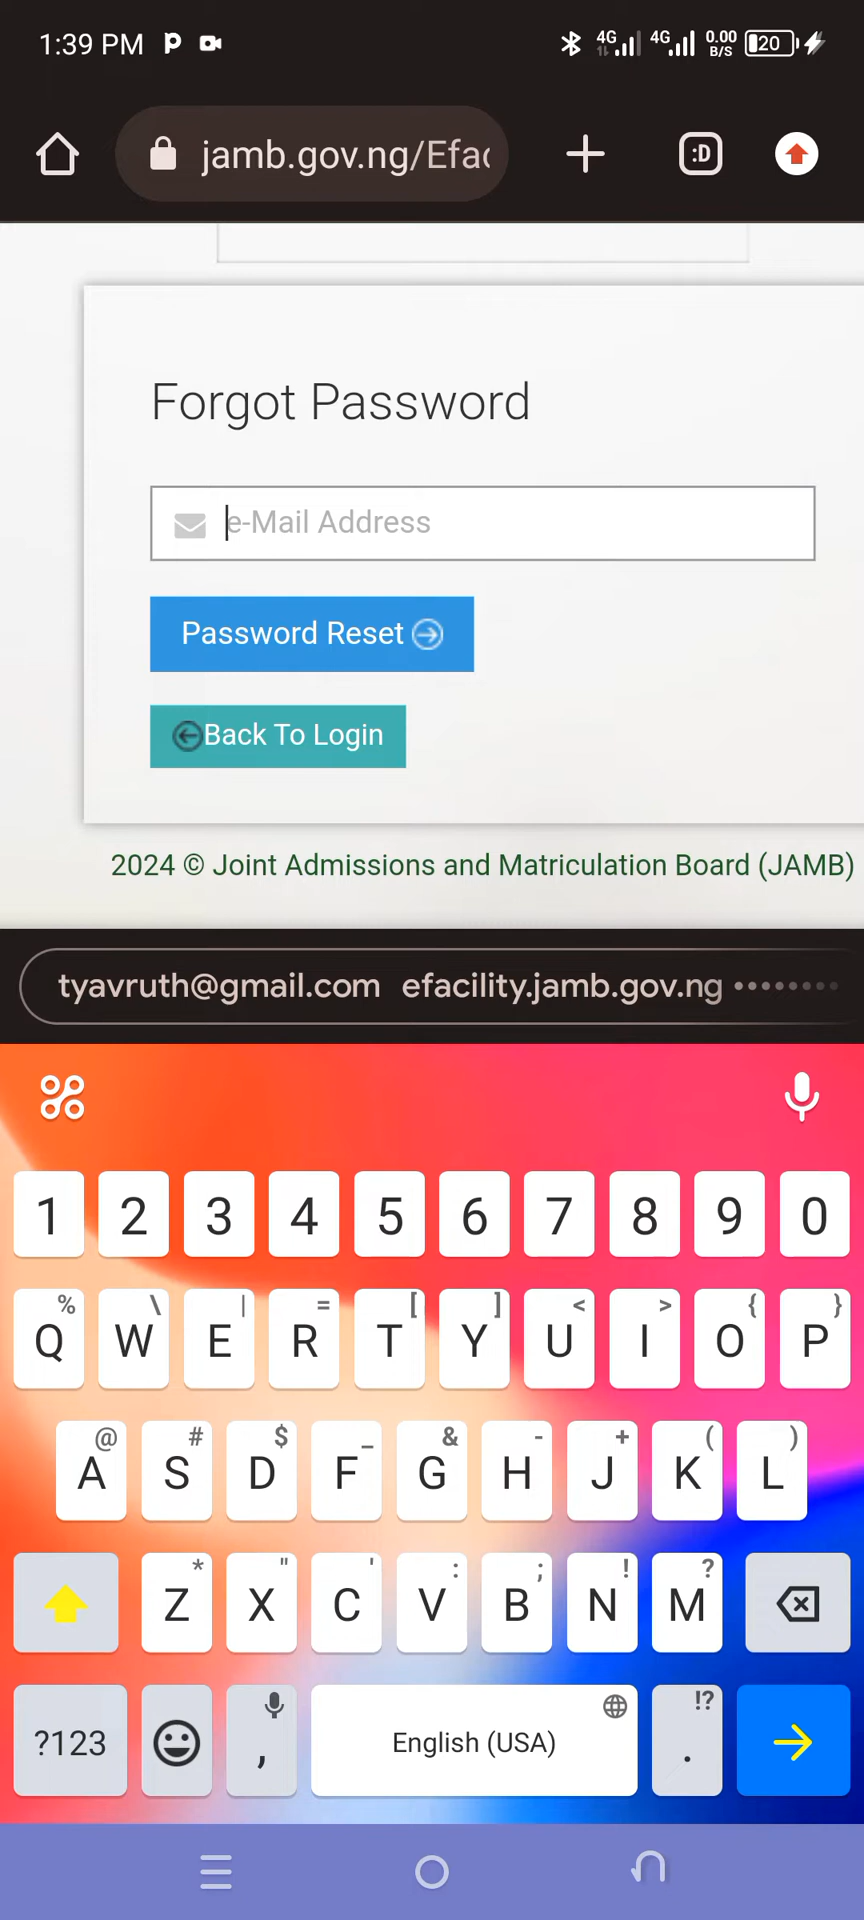 1:39 PM
4G 4G 0.00 B/S 20
jamb.gov.ng/Efac
:D
Forgot Password
e-Mail Address
Password Reset
Back To Login
2024 © Joint Admissions and Matriculation Board (JAMB)
tyavruth@gmail.com efacility.jamb.gov.ng ••••••••
1 2 3 4 5 6 7 8 9 0
% \ | = [ ] < > { }
Q W E R T Y U I O P
@ # $ _ & - + ( )
A S D F G H J K L
* " ' : ; ! ?
Z X C V B N M
!?
?123 , English (USA) .